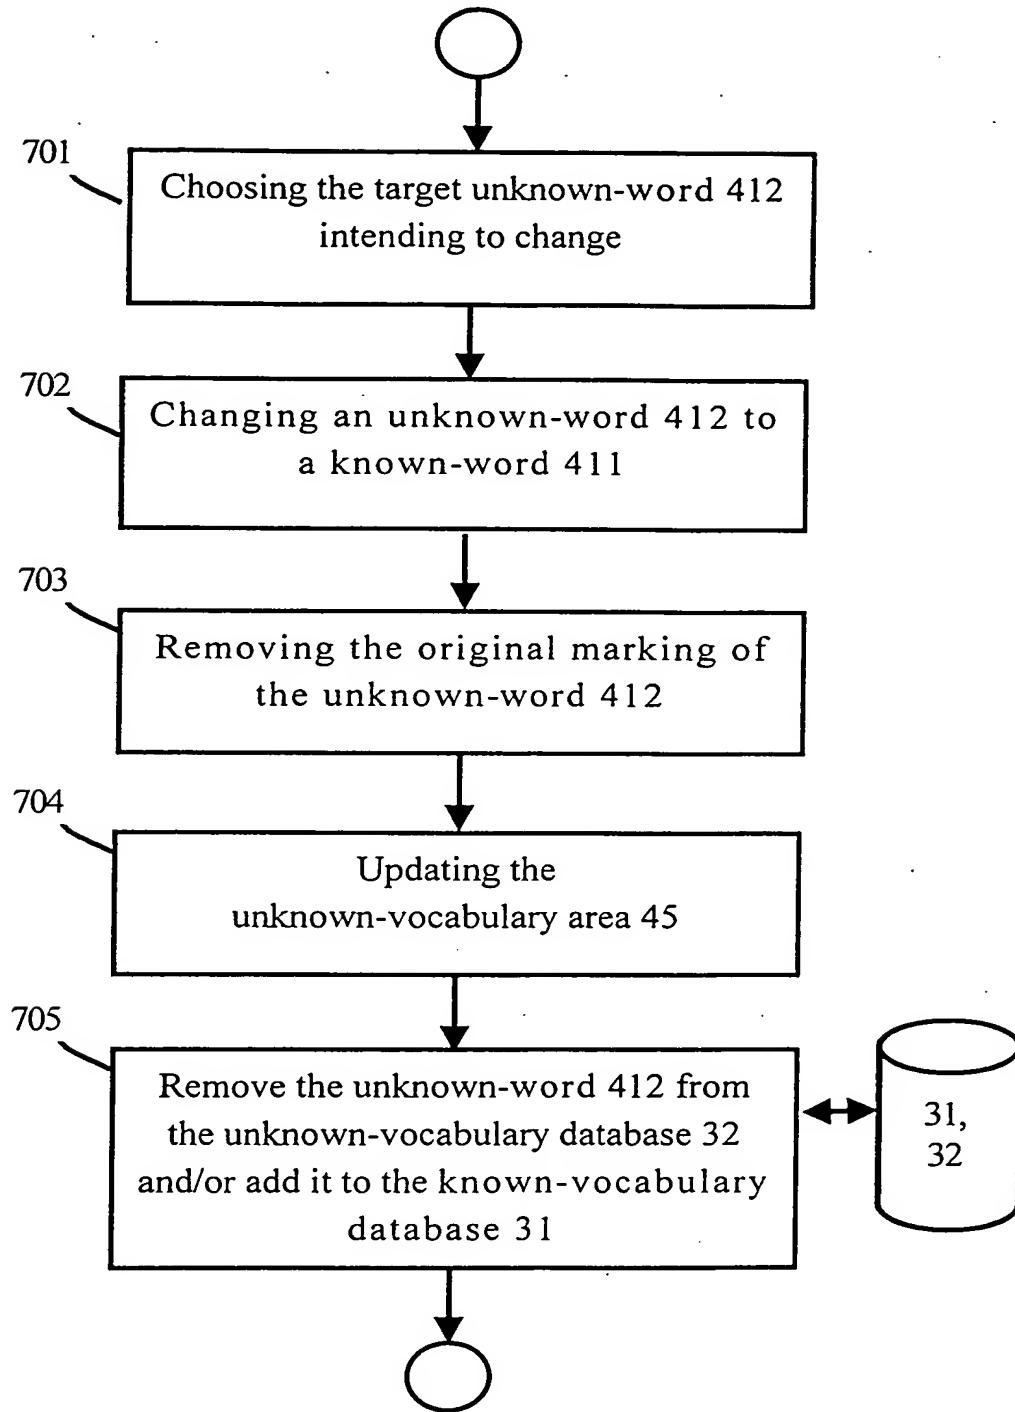 701
Choosing the target unknown-word 412
intending to change
702
Changing an unknown-word 412 to
a known-word 411
703
Removing the original marking of
the unknown-word 412
704
Updating the
unknown-vocabulary area 45
705
Remove the unknown-word 412 from
the unknown-vocabulary database 32
and/or add it to the known-vocabulary
database 31
31,
32